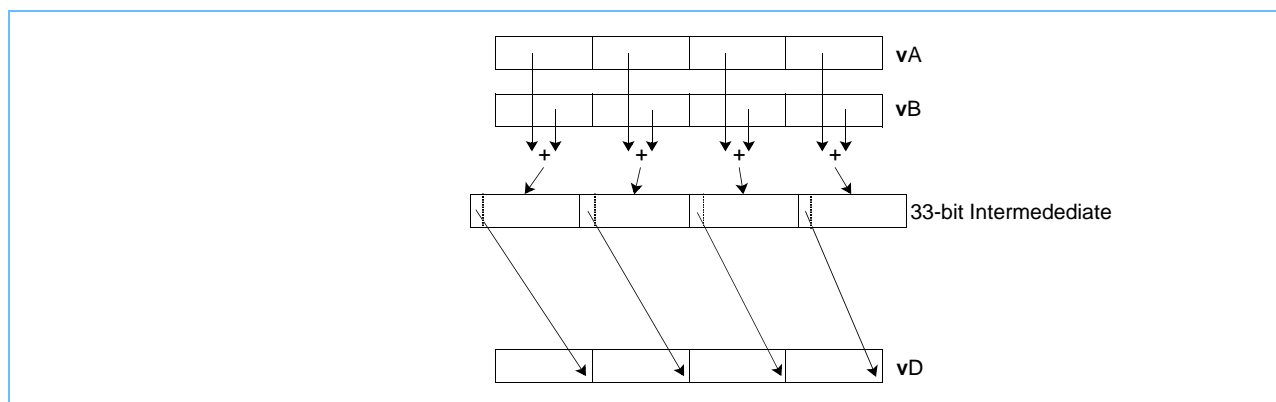 vA
vB
+ + + +
33-bit Intermedediate
vD